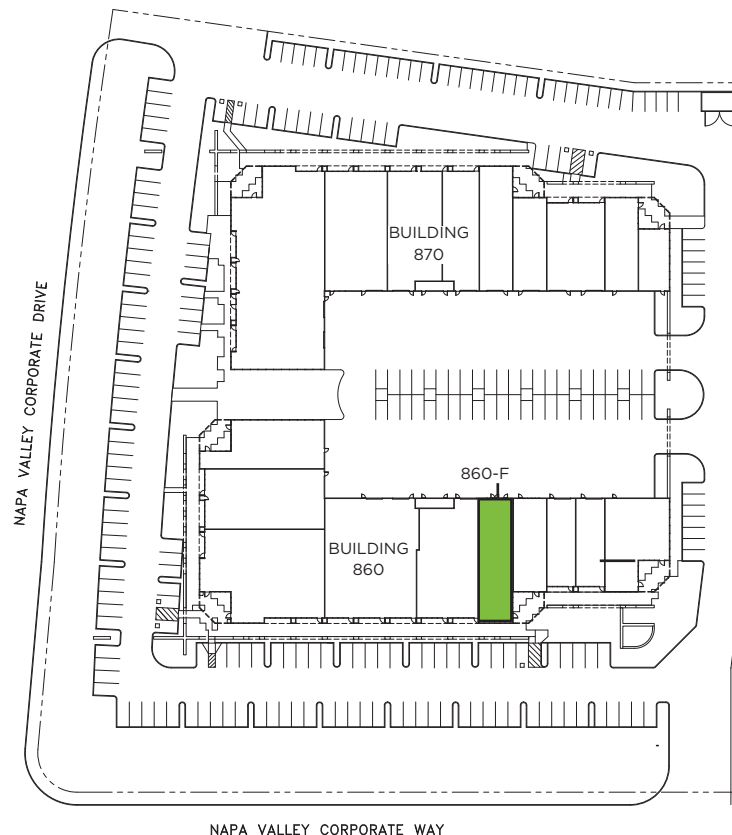 BUILDING
870
NAPA VALLEY CORPORATE DRIVE
860-F
BUILDING
860
NAPA VALLEY CORPORATE WAY